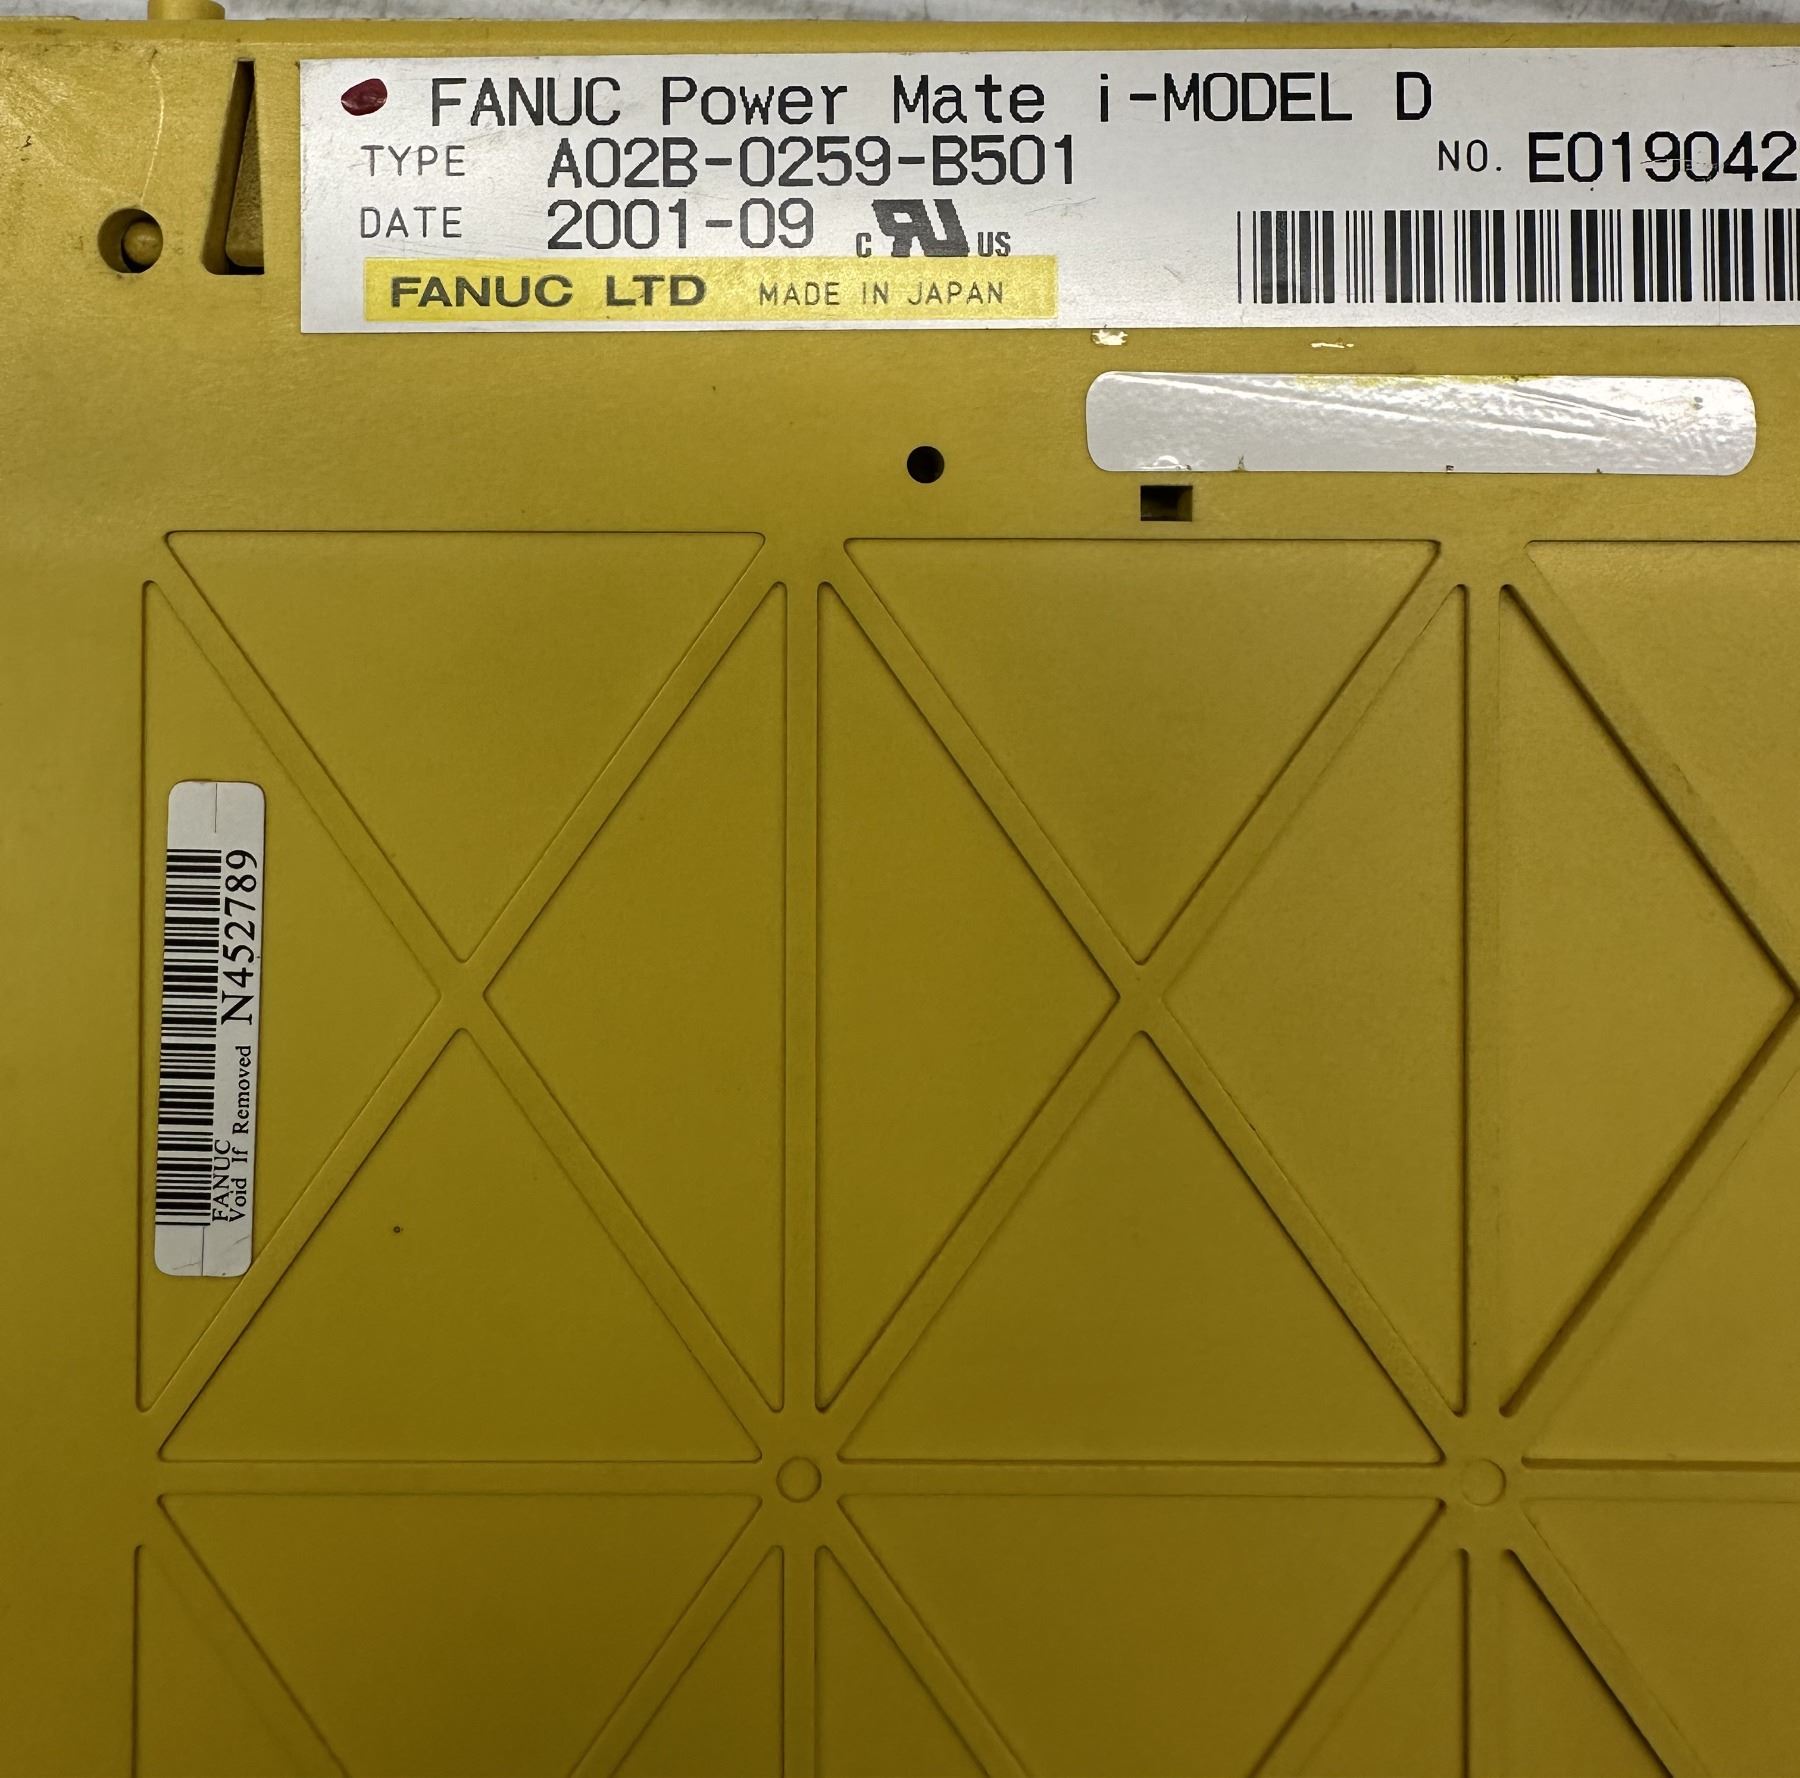 FANUC Power Mate i-MODEL D
TYPE A02B-0259-B501 NO. E019042
DATE 2001-09 c RU US
FANUC LTD MADE IN JAPAN
FANUC
Void If Removed N452789